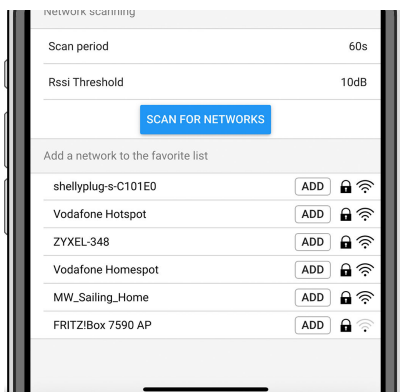 Network scanning
Scan period 60s
Rssi Threshold 10dB
SCAN FOR NETWORKS
Add a network to the favorite list
shellyplug-s-C101E0 ADD
Vodafone Hotspot ADD
ZYXEL-348 ADD
Vodafone Homespot ADD
MW_Sailing_Home ADD
FRITZ!Box 7590 AP ADD